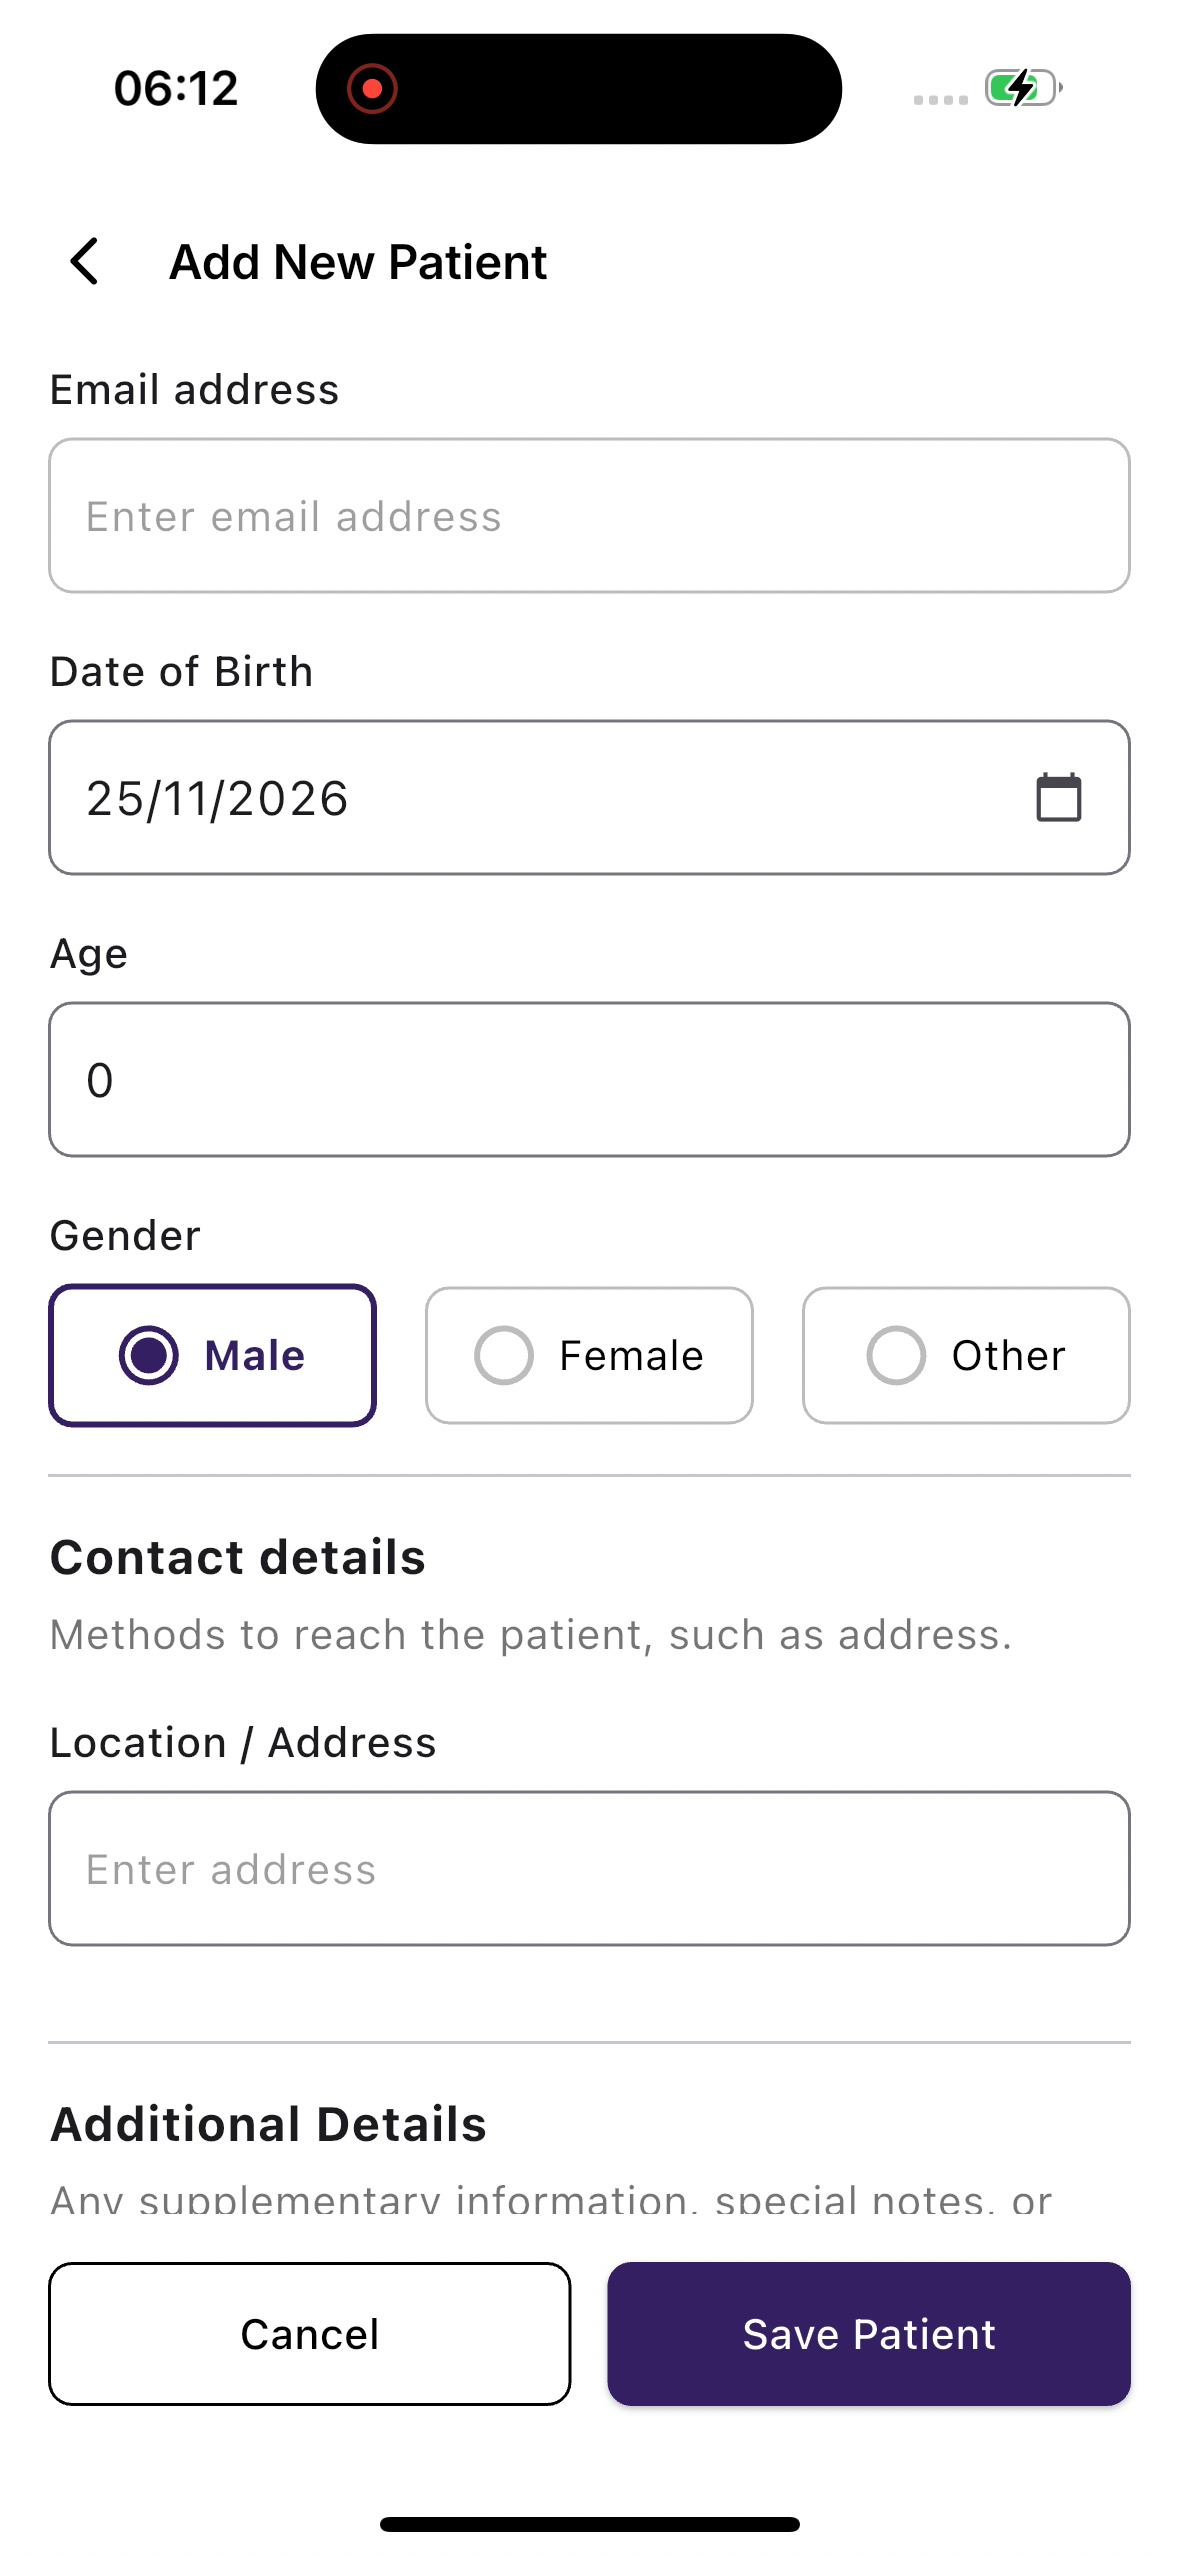 06:12
Add New Patient
Email address
Enter email address
Date of Birth
25/11/2026
Age
0
Gender
Male
Female
Other
Contact details
Methods to reach the patient, such as address.
Location / Address
Enter address
Additional Details
Any supplementary information, special notes, or
Cancel
Save Patient